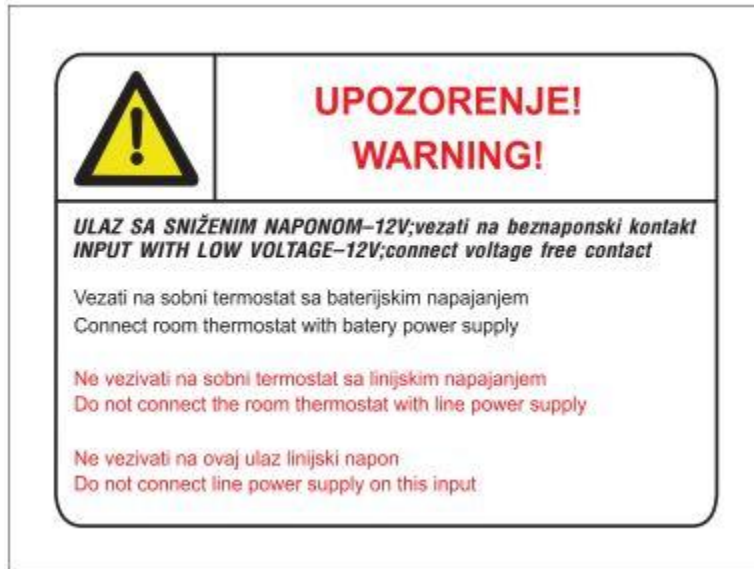 UPOZORENJE!
WARNING!
ULAZ SA SNIŽENIM NAPONOM–12V;vezati na beznaponski kontakt
INPUT WITH LOW VOLTAGE–12V;connect voltage free contact
Vezati na sobni termostat sa baterijskim napajanjem
Connect room thermostat with batery power supply
Ne vezivati na sobni termostat sa linijskim napajanjem
Do not connect the room thermostat with line power supply
Ne vezivati na ovaj ulaz linijski napon
Do not connect line power supply on this input